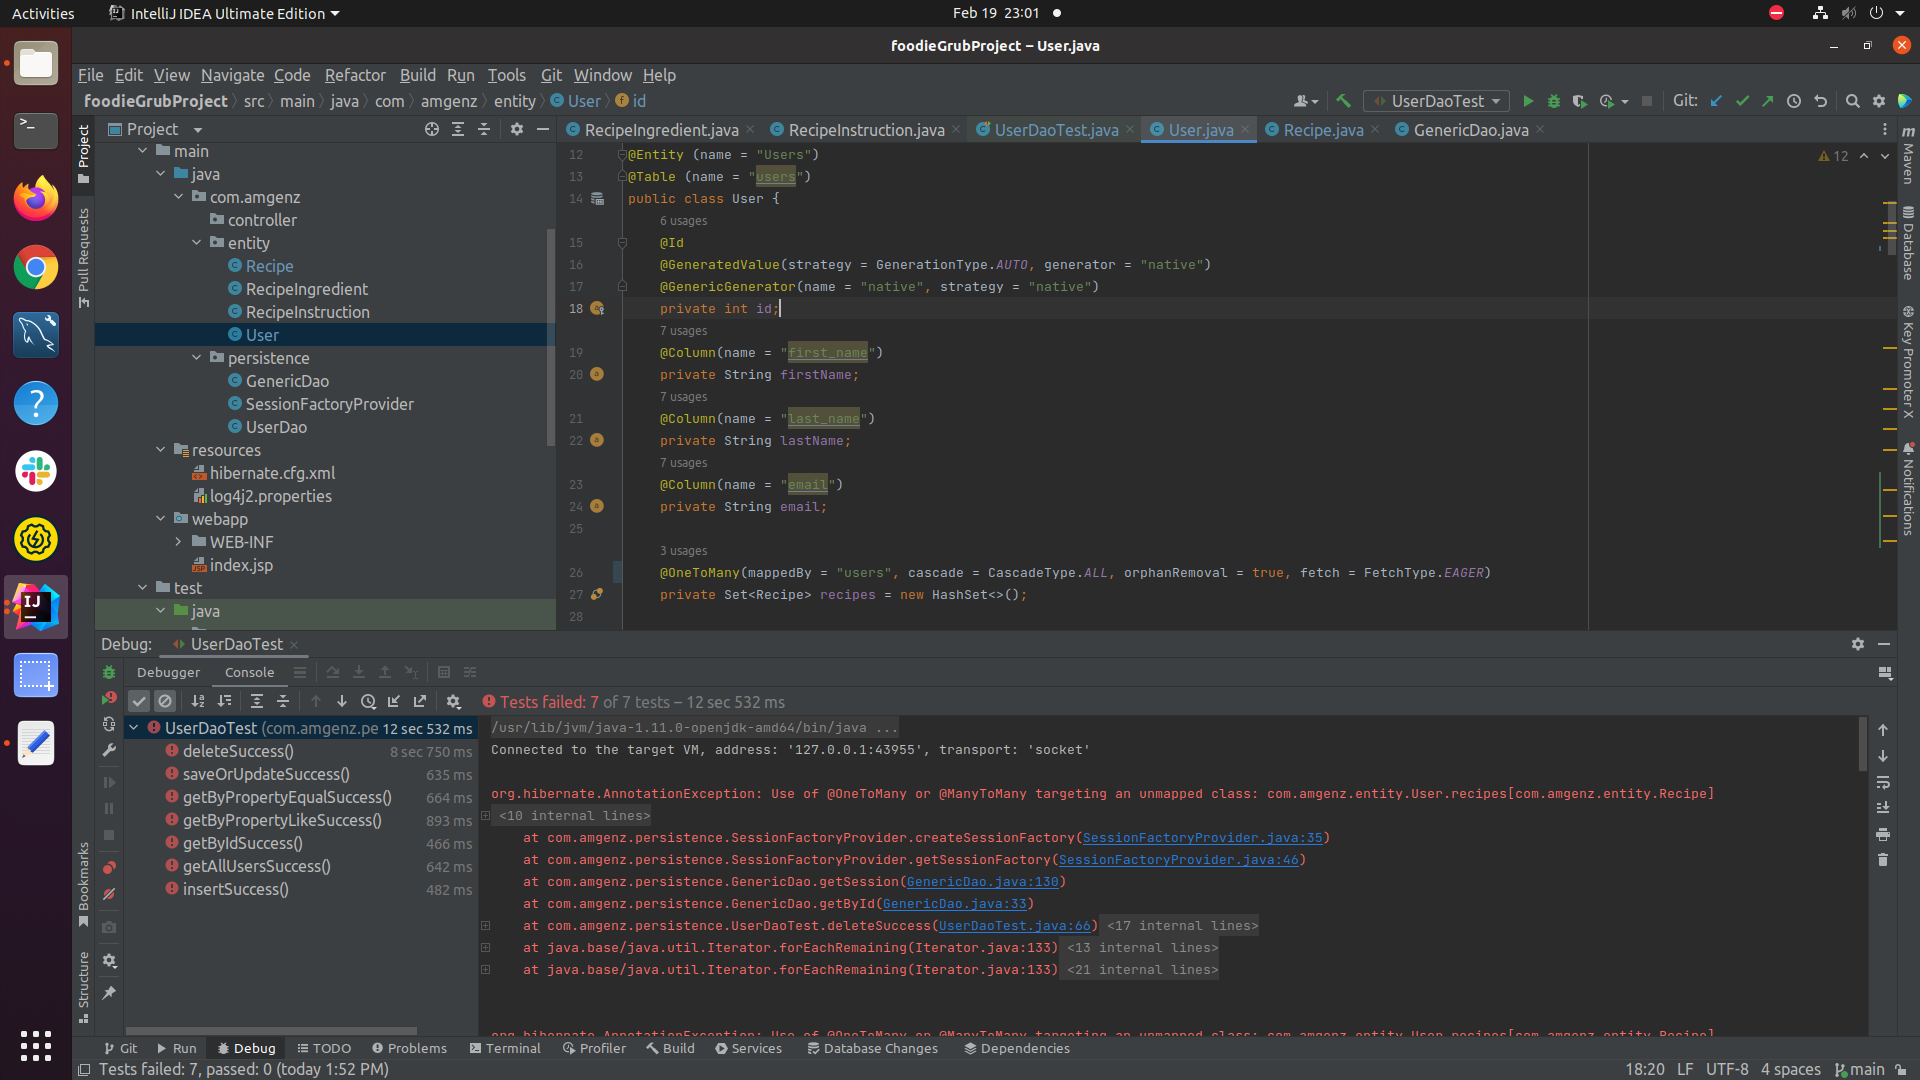 Activities
IntelliJ IDEA Ultimate Edition
Feb 19 23:01
foodieGrubProject – User.java
File Edit View Navigate Code Refactor Build Run Tools Git Window Help
foodieGrubProject src main java com amgenz entity User id
UserDaoTest
Git:
Project
RecipeIngredient.java
RecipeInstruction.java
UserDaoTest.java
User.java
Recipe.java
GenericDao.java
Project
Pull Requests
Bookmarks
Structure
main
java
com.amgenz
controller
entity
Recipe
RecipeIngredient
RecipeInstruction
User
persistence
GenericDao
SessionFactoryProvider
UserDao
resources
hibernate.cfg.xml
log4j2.properties
webapp
WEB-INF
index.jsp
test
java
12 @Entity (name = "Users")
13 @Table (name = "users")
14 public class User {
6 usages
15 @Id
16 @GeneratedValue(strategy = GenerationType.AUTO, generator = "native")
17 @GenericGenerator(name = "native", strategy = "native")
18 private int id;
7 usages
19 @Column(name = "first_name")
20 private String firstName;
7 usages
21 @Column(name = "last_name")
22 private String lastName;
7 usages
23 @Column(name = "email")
24 private String email;
25
3 usages
26 @OneToMany(mappedBy = "users", cascade = CascadeType.ALL, orphanRemoval = true, fetch = FetchType.EAGER)
27 private Set<Recipe> recipes = new HashSet<>();
28
12
Maven
Database
Key Promoter X
Notifications
Debug: UserDaoTest
Debugger Console
Tests failed: 7 of 7 tests – 12 sec 532 ms
UserDaoTest (com.amgenz.pe 12 sec 532 ms
deleteSuccess() 8 sec 750 ms
saveOrUpdateSuccess() 635 ms
getByPropertyEqualSuccess() 664 ms
getByPropertyLikeSuccess() 893 ms
getByIdSuccess() 466 ms
getAllUsersSuccess() 642 ms
insertSuccess() 482 ms
/usr/lib/jvm/java-1.11.0-openjdk-amd64/bin/java ...
Connected to the target VM, address: '127.0.0.1:43955', transport: 'socket'
org.hibernate.AnnotationException: Use of @OneToMany or @ManyToMany targeting an unmapped class: com.amgenz.entity.User.recipes[com.amgenz.entity.Recipe]
<10 internal lines>
at com.amgenz.persistence.SessionFactoryProvider.createSessionFactory(SessionFactoryProvider.java:35)
at com.amgenz.persistence.SessionFactoryProvider.getSessionFactory(SessionFactoryProvider.java:46)
at com.amgenz.persistence.GenericDao.getSession(GenericDao.java:130)
at com.amgenz.persistence.GenericDao.getById(GenericDao.java:33)
at com.amgenz.persistence.UserDaoTest.deleteSuccess(UserDaoTest.java:66) <17 internal lines>
at java.base/java.util.Iterator.forEachRemaining(Iterator.java:133) <13 internal lines>
at java.base/java.util.Iterator.forEachRemaining(Iterator.java:133) <21 internal lines>
org.hibernate.AnnotationException: Use of @OneToMany or @ManyToMany targeting an unmapped class: com.amgenz.entity.User.recipes[com.amgenz.entity.Recipe]
Git Run Debug TODO Problems Terminal Profiler Build Services Database Changes Dependencies
Tests failed: 7, passed: 0 (today 1:52 PM)
18:20 LF UTF-8 4 spaces main